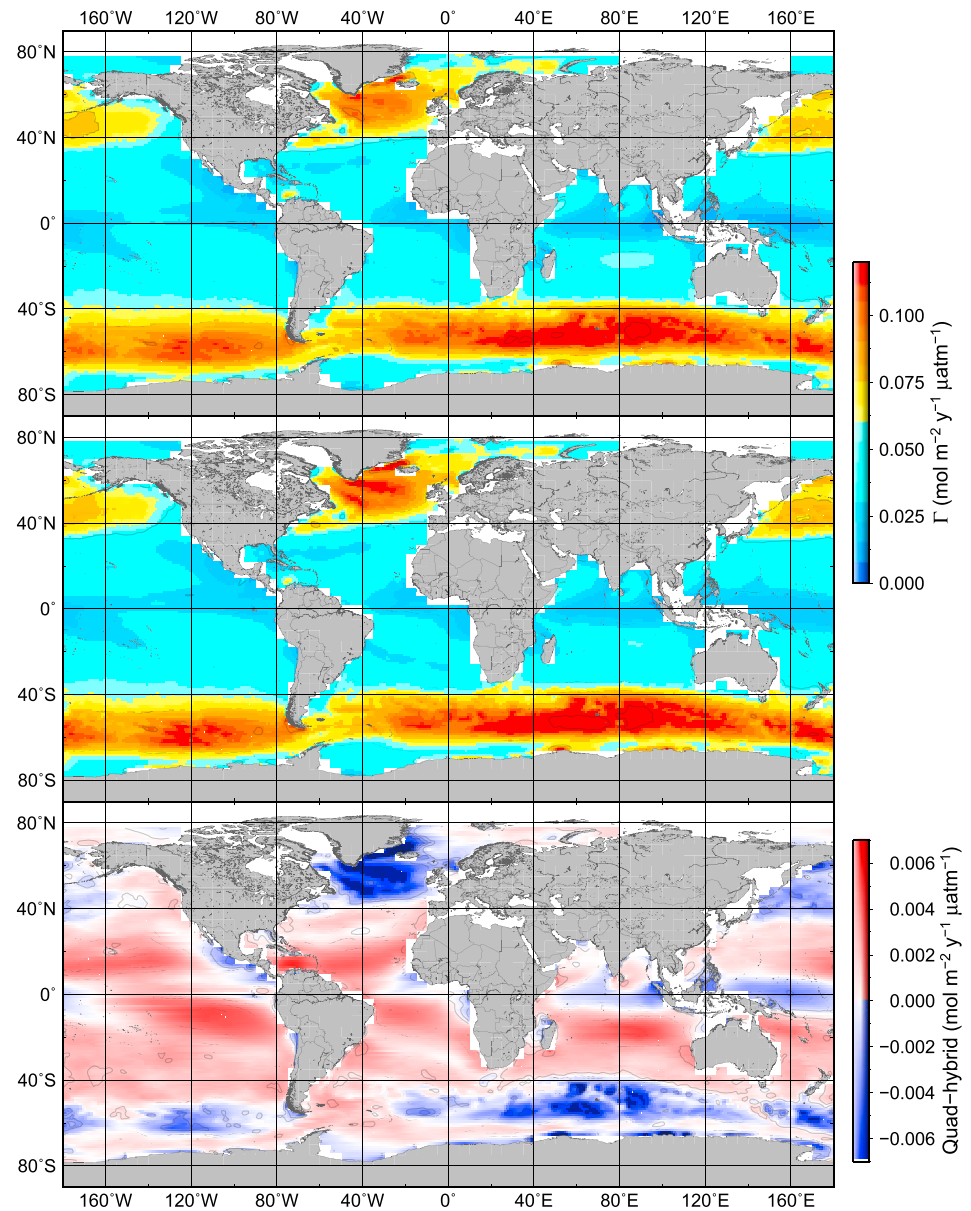 160°W 120°W 80°W 40°W 0° 40°E 80°E 120°E 160°E
80°N
40°N
0°
40°S
80°S
80°N
40°N
0°
40°S
80°S
80°N
40°N
0°
40°S
80°S
160°W 120°W 80°W 40°W 0° 40°E 80°E 120°E 160°E
0.100
0.075
0.050
0.025
0.000
Γ (mol m⁻² y⁻¹ µatm⁻¹)
0.006
0.004
0.002
0.000
−0.002
−0.004
−0.006
Quad−hybrid (mol m⁻² y⁻¹ µatm⁻¹)